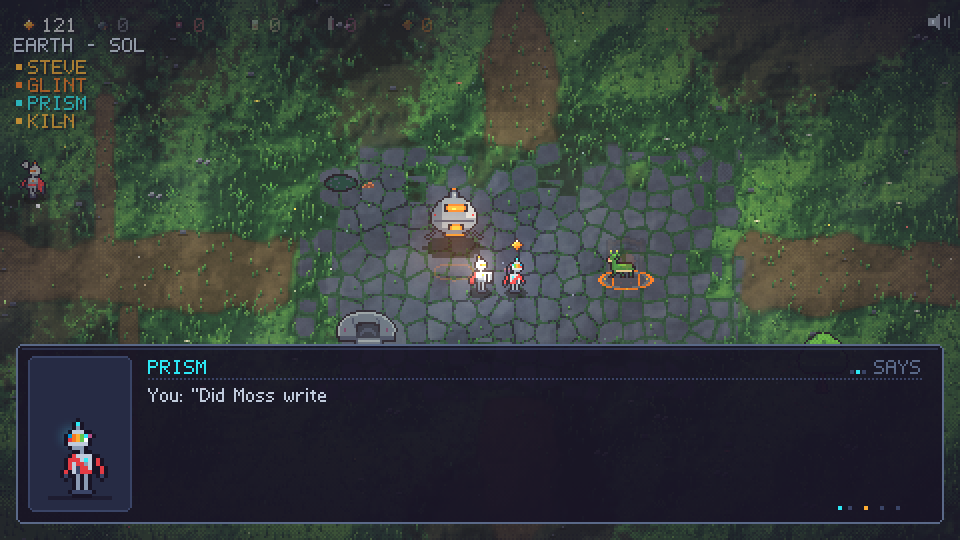 121 0 0 0 0 0
EARTH - SOL
STEVE
GLINT
PRISM
KILN
PRISM
SAYS
You: "Did Moss write